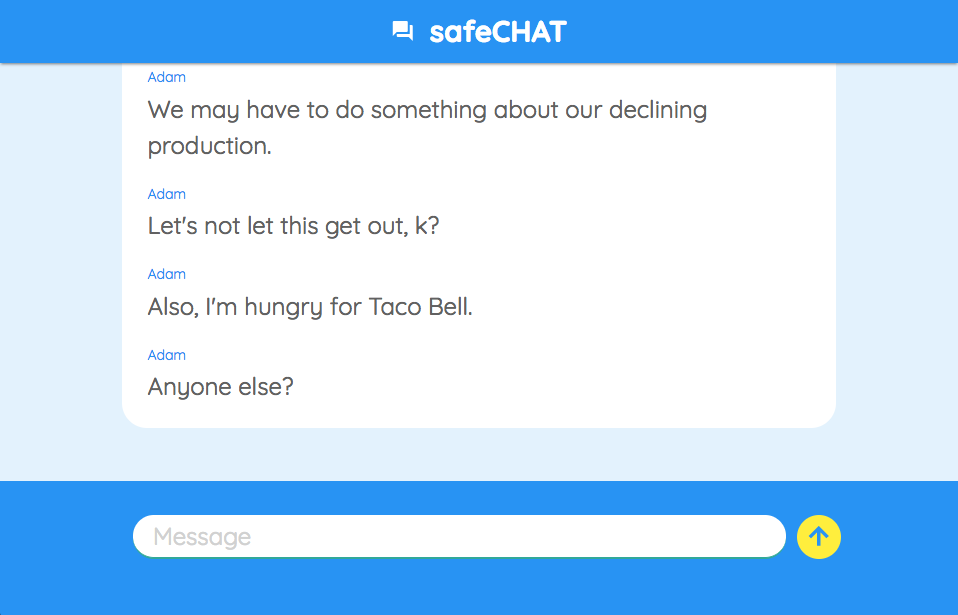 safeCHAT
Adam
We may have to do something about our declining
production.
Adam
Let's not let this get out, k?
Adam
Also, I'm hungry for Taco Bell.
Adam
Anyone else?
Message